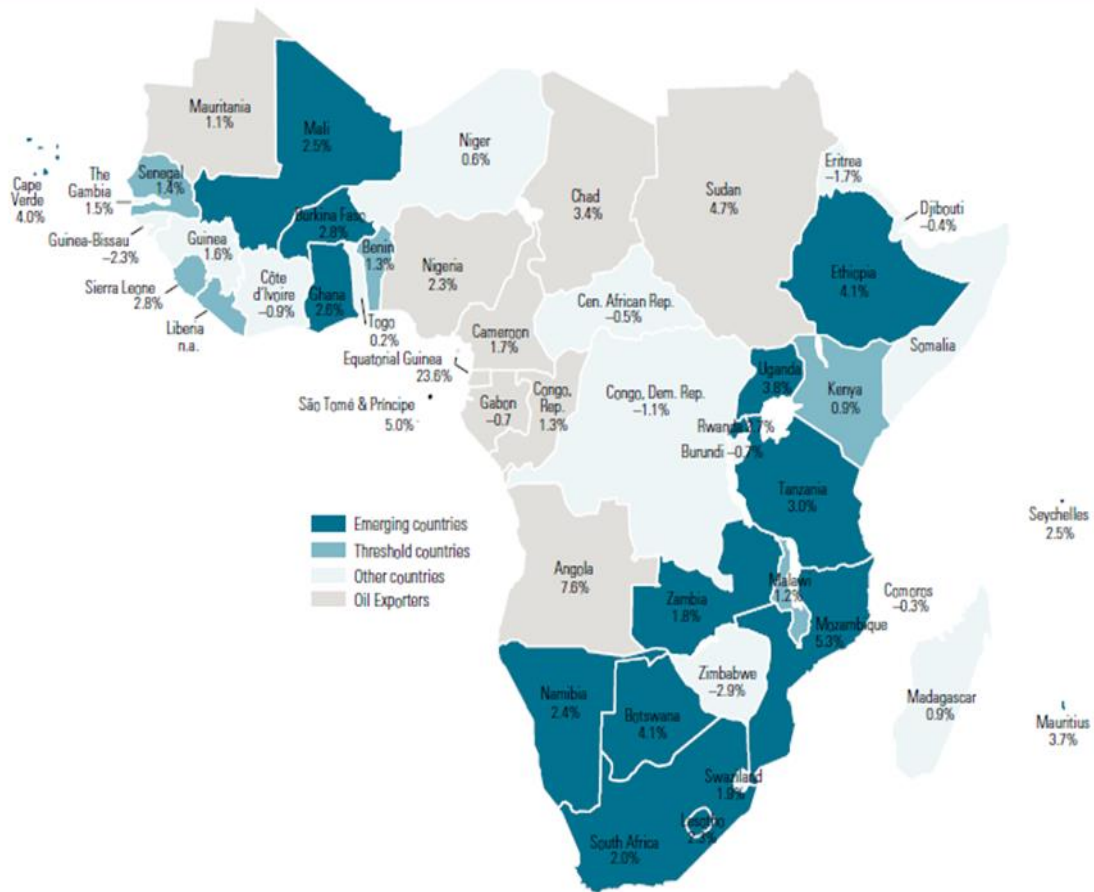 Mauritania
1.1%
Mali
2.5%
Niger
0.6%
Chad
3.4%
Sudan
4.7%
Eritrea
–1.7%
Djibouti
–0.4%
Cape
Verde
4.0%
The
Gambia
1.5%
Senegal
1.4%
Guinea-Bissau
–2.3%
Guinea
1.6%
Sierra Leone
2.8%
Liberia
n.a.
Côte
d'Ivoire
–0.9%
Burkina Faso
2.8%
Ghana
2.6%
Benin
1.3%
Togo
0.2%
Nigeria
2.3%
Cameroon
1.7%
Equatorial Guinea
23.6%
São Tomé & Príncipe
5.0%
Gabon
–0.7
Congo,
Rep.
1.3%
Cen. African Rep.
–0.5%
Congo, Dem. Rep.
–1.1%
Ethiopia
4.1%
Somalia
Uganda
3.8%
Kenya
0.9%
Rwanda
Burundi –0.7%
Tanzania
3.0%
Seychelles
2.5%
Emerging countries
Threshold countries
Other countries
Oil Exporters
Angola
7.6%
Zambia
1.8%
Malawi
1.2%
Comoros
–0.3%
Mozambique
5.3%
Zimbabwe
–2.9%
Madagascar
0.9%
Mauritius
3.7%
Namibia
2.4%
Botswana
4.1%
Swaziland
South Africa
2.0%
Lesotho